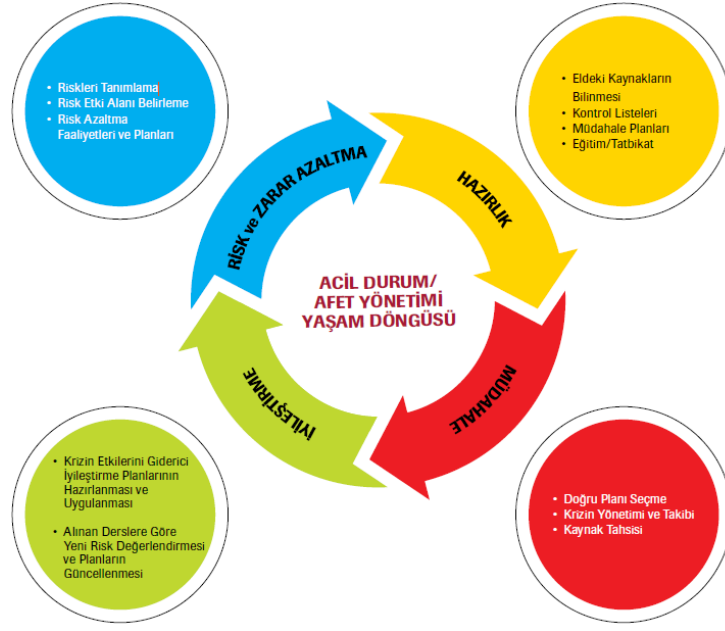 • Riskleri Tanımlama
• Risk Etki Alanı Belirleme
• Risk Azaltma
Faaliyetleri ve Planları
• Eldeki Kaynakların
Bilinmesi
• Kontrol Listeleri
• Müdahale Planları
• Eğitim/Tatbikat
RİSK ve ZARAR AZALTMA
HAZIRLIK
ACİL DURUM/
AFET YÖNETİMİ
YAŞAM DÖNGÜSÜ
İYİLEŞTİRME
MÜDAHALE
• Krizin Etkilerini Giderici
İyileştirme Planlarının
Hazırlanması ve
Uygulanması
• Alınan Derslere Göre
Yeni Risk Değerlendirmesi
ve Planların
Güncellenmesi
• Doğru Planı Seçme
• Krizin Yönetimi ve Takibi
• Kaynak Tahsisi